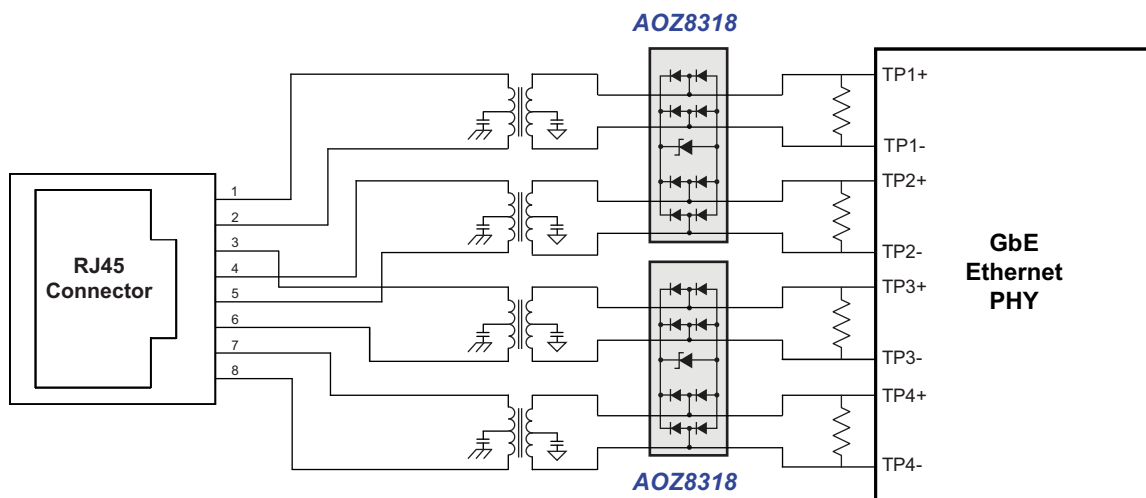 AOZ8318
TP1+
TP1-
TP2+
TP2-
TP3+
TP3-
TP4+
TP4-
GbE
Ethernet
PHY
RJ45
Connector
1
2
3
4
5
6
7
8
AOZ8318